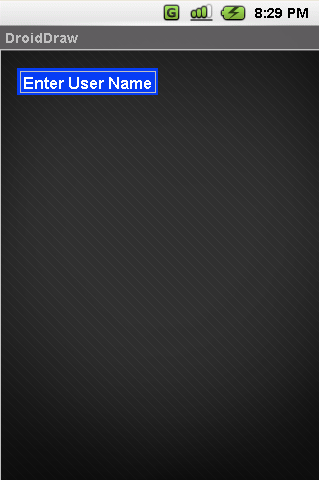 G 8:29 PM
DroidDraw
Enter User Name